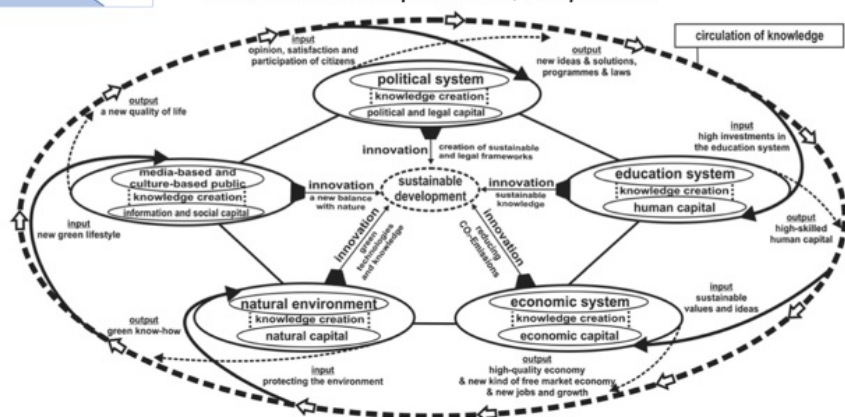 circulation of knowledge
input
opinion, satisfaction and
participation of citizens
output
new ideas & solutions,
programmes & laws
political system
knowledge creation
political and legal capital
innovation
creation of sustainable
and legal frameworks
output
a new quality of life
input
high investments in
the education system
media-based and
culture-based public
knowledge creation
information and social capital
innovation
a new balance
with nature
sustainable
development
innovation
sustainable
knowledge
education system
knowledge creation
human capital
input
new green lifestyle
output
high-skilled
human capital
innovation
green
technologies
and knowledge
innovation
reducing
CO₂-Emissions
natural environment
knowledge creation
natural capital
economic system
knowledge creation
economic capital
input
sustainable
values and ideas
output
green know-how
input
protecting the environment
output
high-quality economy
& new kind of free market economy
& new jobs and growth